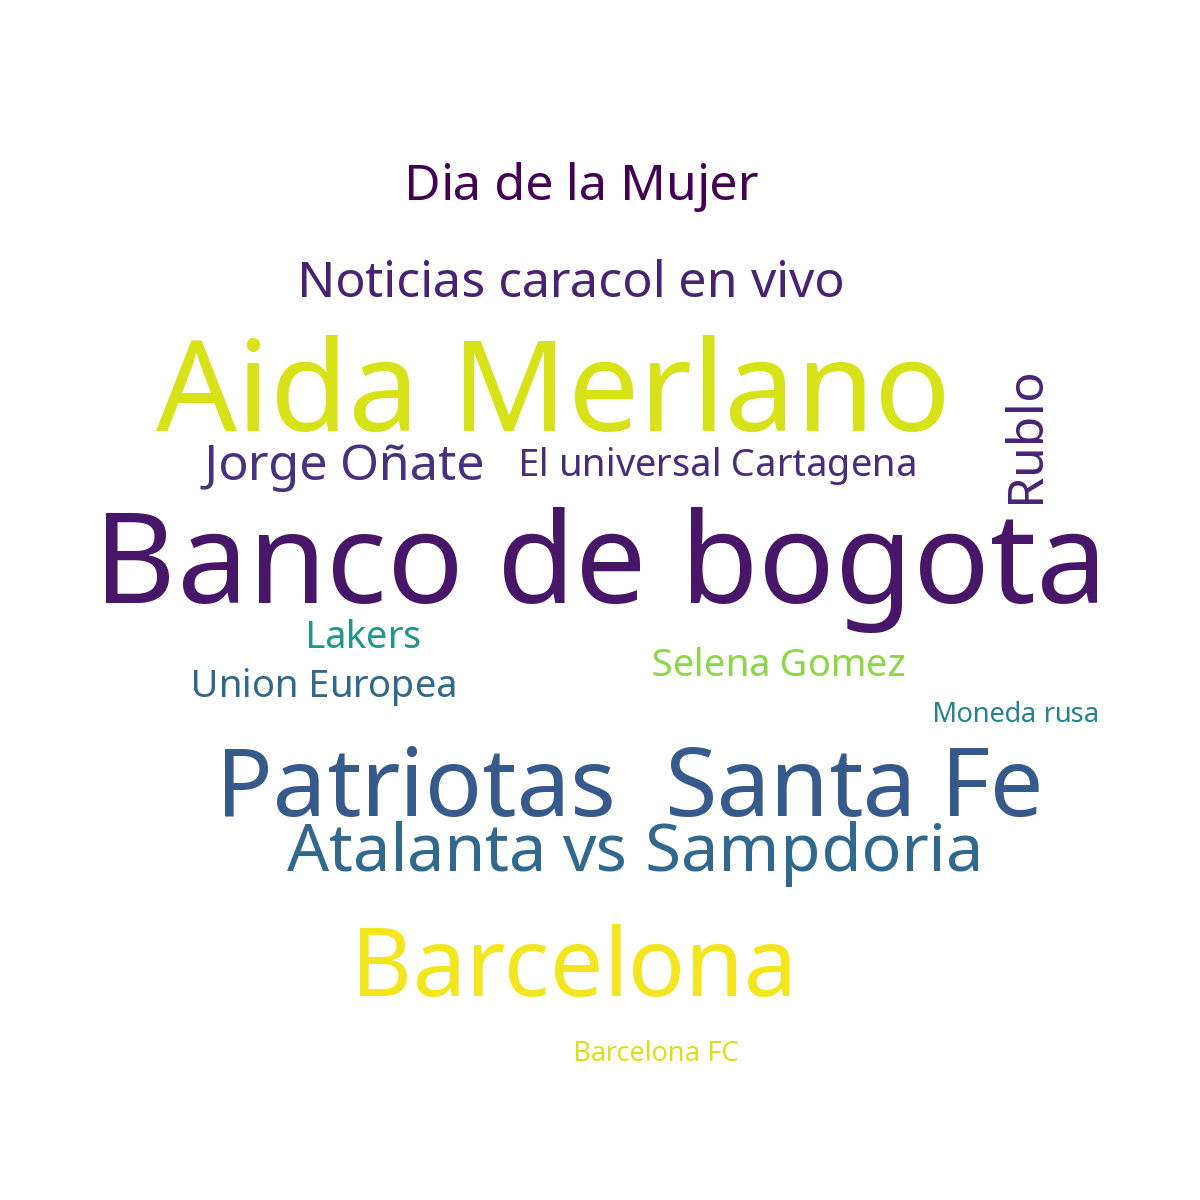 Dia de la Mujer
Noticias caracol en vivo
Aida Merlano
Rublo
Jorge Oñate
El universal Cartagena
Banco de bogota
Lakers
Selena Gomez
Union Europea
Moneda rusa
Patriotas  Santa Fe
Atalanta vs Sampdoria
Barcelona
Barcelona FC